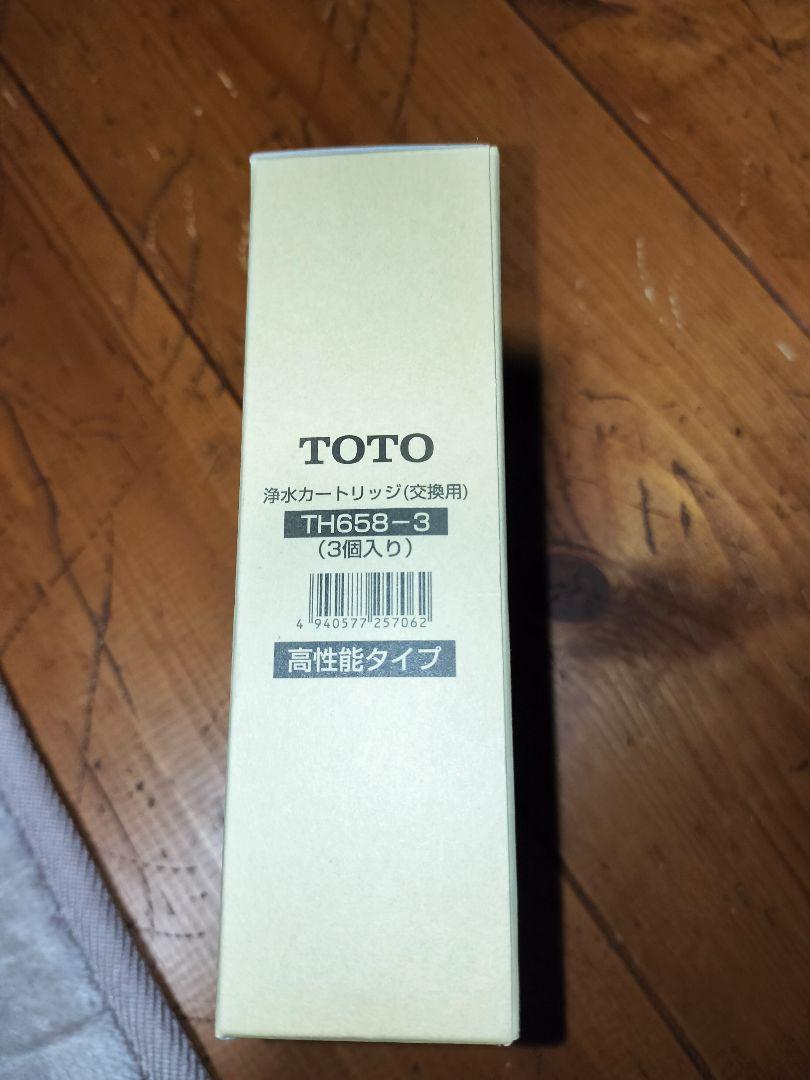 TOTO
浄水カートリッジ(交換用)
TH658-3
(3個入り)
4 940577 257062
高性能タイプ